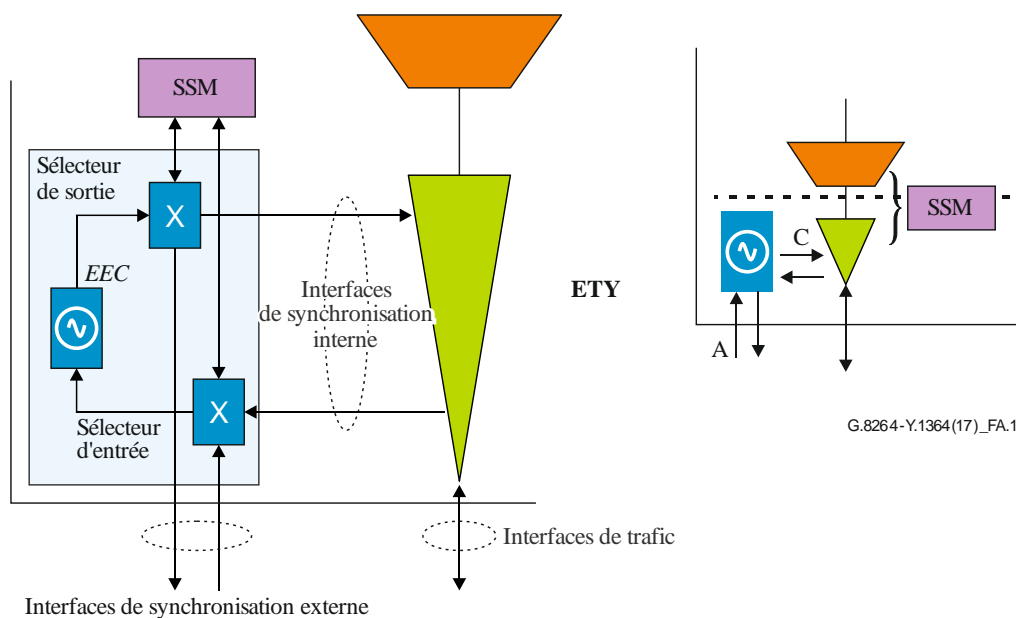 SSM
Sélecteur
de sortie
X
EEC
Interfaces
de synchronisation
interne
ETY
X
Sélecteur
d'entrée
Interfaces de trafic
Interfaces de synchronisation externe
SSM
C
A
G.8264-Y.1364(17)_FA.1